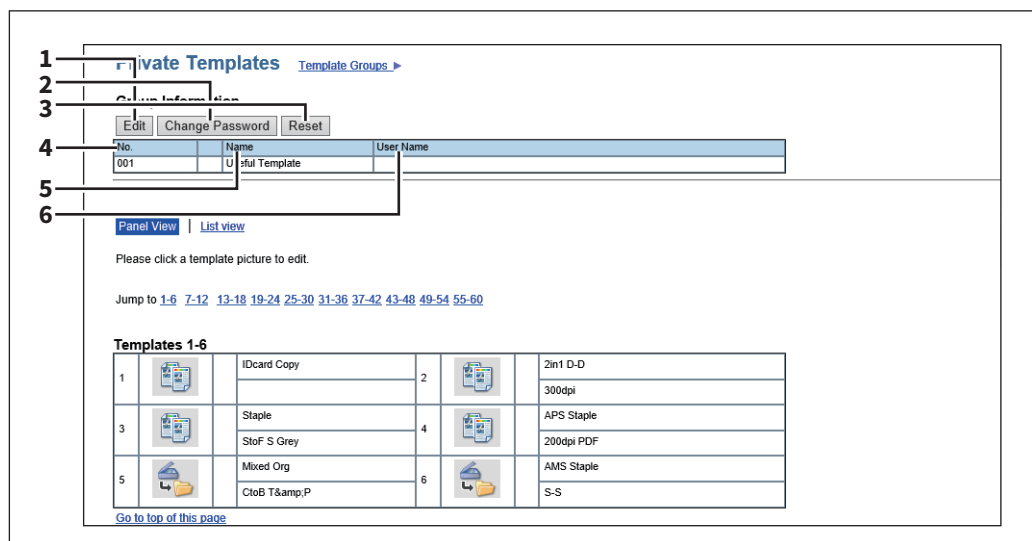 1
Private Templates Template Groups ▶
2
Group Information
3
Edit Change Password Reset
4
No. Name User Name
001 Useful Template
5
6
Panel View | List view
Please click a template picture to edit.
Jump to 1-6 7-12 13-18 19-24 25-30 31-36 37-42 43-48 49-54 55-60
Templates 1-6
1 IDcard Copy 2 2in1 D-D
300dpi
3 Staple 4 APS Staple
StoF S Grey 200dpi PDF
5 Mixed Org 6 AMS Staple
CtoB T&amp;P S-S
Go to top of this page